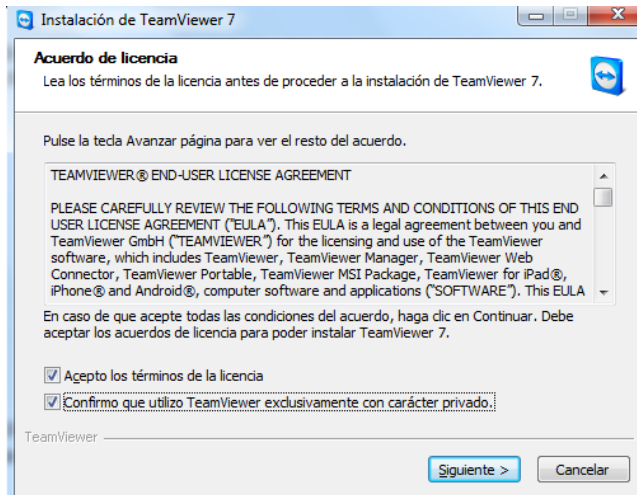 Instalación de TeamViewer 7
Acuerdo de licencia
Lea los términos de la licencia antes de proceder a la instalación de TeamViewer 7.
Pulse la tecla Avanzar página para ver el resto del acuerdo.
TEAMVIEWER® END-USER LICENSE AGREEMENT
PLEASE CAREFULLY REVIEW THE FOLLOWING TERMS AND CONDITIONS OF THIS END
USER LICENSE AGREEMENT ("EULA"). This EULA is a legal agreement between you and
TeamViewer GmbH ("TEAMVIEWER") for the licensing and use of the TeamViewer
software, which includes TeamViewer, TeamViewer Manager, TeamViewer Web
Connector, TeamViewer Portable, TeamViewer MSI Package, TeamViewer for iPad®,
iPhone® and Android®, computer software and applications ("SOFTWARE"). This EULA
En caso de que acepte todas las condiciones del acuerdo, haga clic en Continuar. Debe
aceptar los acuerdos de licencia para poder instalar TeamViewer 7.
Acepto los términos de la licencia
Confirmo que utilizo TeamViewer exclusivamente con carácter privado.
TeamViewer
Siguiente >
Cancelar